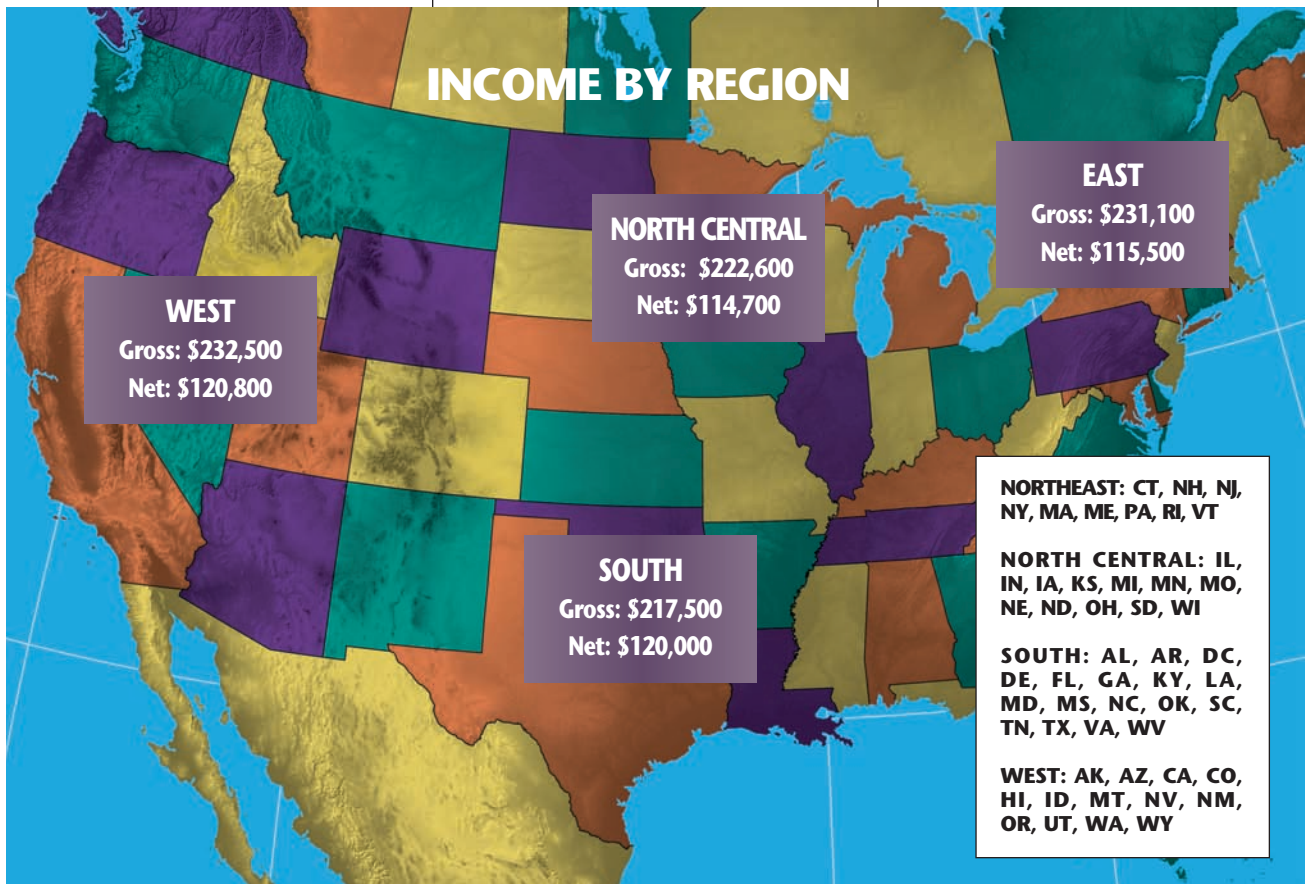 INCOME BY REGION
EAST
Gross: $231,100
Net: $115,500
NORTH CENTRAL
Gross: $222,600
Net: $114,700
WEST
Gross: $232,500
Net: $120,800
SOUTH
Gross: $217,500
Net: $120,000
NORTHEAST: CT, NH, NJ,
NY, MA, ME, PA, RI, VT
NORTH CENTRAL: IL,
IN, IA, KS, MI, MN, MO,
NE, ND, OH, SD, WI
SOUTH: AL, AR, DC,
DE, FL, GA, KY, LA,
MD, MS, NC, OK, SC,
TN, TX, VA, WV
WEST: AK, AZ, CA, CO,
HI, ID, MT, NV, NM,
OR, UT, WA, WY